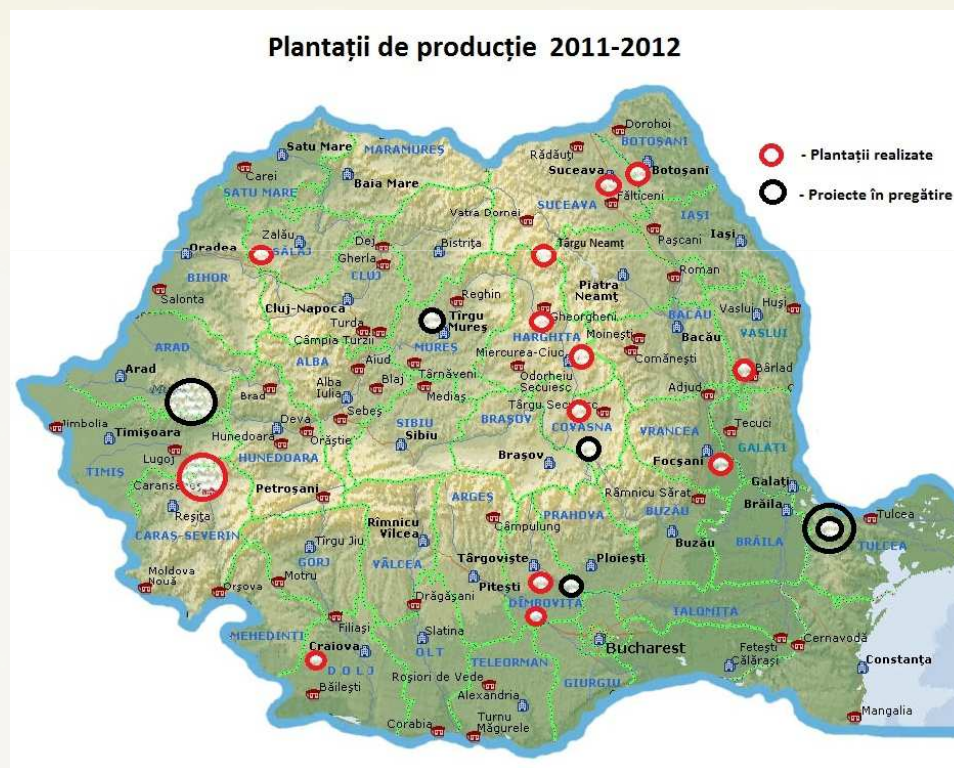 Plantații de producție 2011-2012
Dorohoi
BOTOȘANI
Satu Mare
MARAMUREȘ
Rădăuți
- Plantații realizate
Carei
Baia Mare
Suceava
Botoșani
SATU MARE
SUCEAVA
Fălticeni
- Proiecte în pregătire
Vatra Dornei
IAȘI
Zalău
Oradea
SĂLAJ
Dej
Bistrița
Târgu Neamț
Pașcani
Iași
Gherla
CLUJ
BIHOR
Piatra
Neamț
Roman
Salonta
Reghin
Cluj-Napoca
Tîrgu
Mureș
Gheorgheni
BACĂU
Vaslui
Huși
Turda
HARGHITA
Moinești
VASLUI
ARAD
Câmpia Turzii
MUREȘ
Bacău
ALBA
Aiud
Miercurea-Ciuc
Comănești
Arad
Târnăveni
Odorheiu
Secuiesc
Bârlad
Alba
Iulia
Blaj
Mediaș
Adjud
Brad
Târgu Secuiesc
Sebeș
SIBIU
BRAȘOV
COVASNA
VRANCEA
Tecuci
Jimbolia
Timișoara
Deva
Hunedoara
Orăștie
Sibiu
GALAȚI
Lugoj
TIMIȘ
HUNEDOARA
Brașov
Focșani
Petroșani
Galați
Reșița
ARGEȘ
Râmnicu Sărat
Brăila
CARAȘ-SEVERIN
Câmpulung
PRAHOVA
BUZĂU
Tulcea
Rîmnicu
Vîlcea
Buzău
BRĂILA
TULCEA
Tîrgu Jiu
GORJ
Târgoviște
Ploiești
Moldova
Nouă
Orșova
Motru
VÂLCEA
Pitești
Drăgășani
DÎMBOVIȚA
IALOMIȚA
MEHEDINȚI
Filiași
Slatina
Craiova
OLT
Bucharest
Cernavodă
DOLJ
TELEORMAN
Fetești
Călărași
Constanța
Băilești
Roșiori de Vede
GIURGIU
Alexandria
Corabia
Turnu
Măgurele
Mangalia